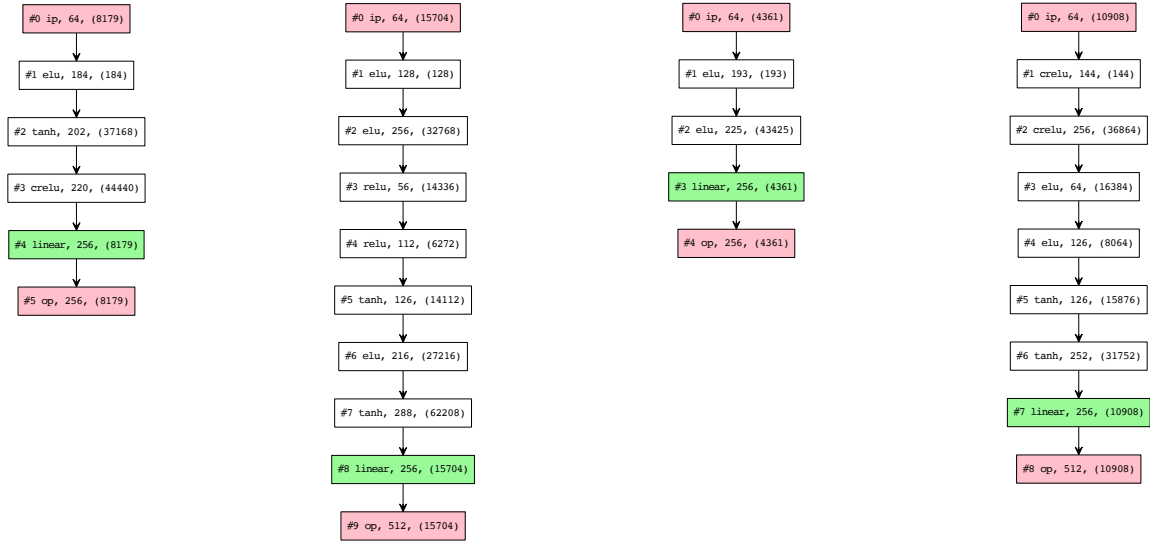 #0 ip, 64, (8179)
#1 elu, 184, (184)
#2 tanh, 202, (37168)
#3 crelu, 220, (44440)
#4 linear, 256, (8179)
#5 op, 256, (8179)
#0 ip, 64, (15704)
#1 elu, 128, (128)
#2 elu, 256, (32768)
#3 relu, 56, (14336)
#4 relu, 112, (6272)
#5 tanh, 126, (14112)
#6 elu, 216, (27216)
#7 tanh, 288, (62208)
#8 linear, 256, (15704)
#9 op, 512, (15704)
#0 ip, 64, (4361)
#1 elu, 193, (193)
#2 elu, 225, (43425)
#3 linear, 256, (4361)
#4 op, 256, (4361)
#0 ip, 64, (10908)
#1 crelu, 144, (144)
#2 crelu, 256, (36864)
#3 elu, 64, (16384)
#4 elu, 126, (8064)
#5 tanh, 126, (15876)
#6 tanh, 252, (31752)
#7 linear, 256, (10908)
#8 op, 512, (10908)